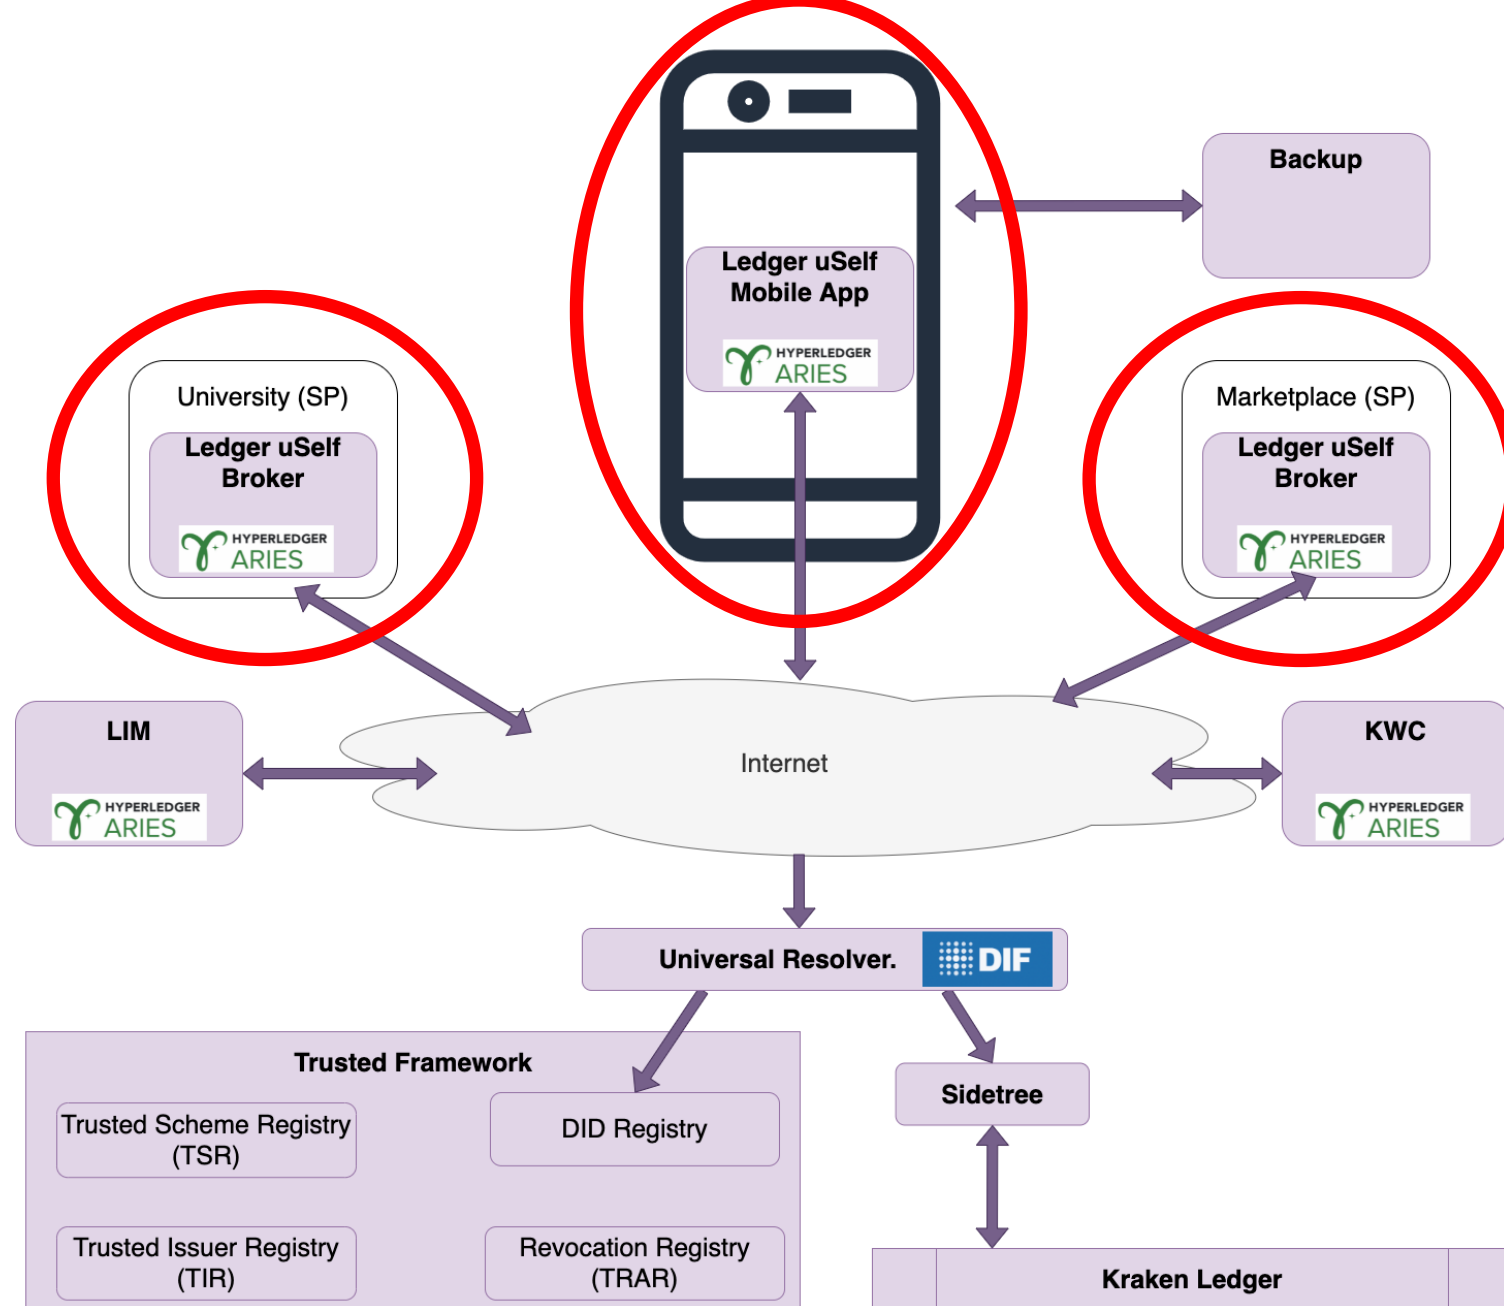 Backup
Ledger uSelf
Mobile App
HYPERLEDGER
ARIES
University (SP)
Ledger uSelf
Broker
HYPERLEDGER
ARIES
Marketplace (SP)
Ledger uSelf
Broker
HYPERLEDGER
ARIES
LIM
HYPERLEDGER
ARIES
Internet
KWC
HYPERLEDGER
ARIES
Universal Resolver.
DIF
Trusted Framework
Trusted Scheme Registry
(TSR)
DID Registry
Sidetree
Trusted Issuer Registry
(TIR)
Revocation Registry
(TRAR)
Kraken Ledger